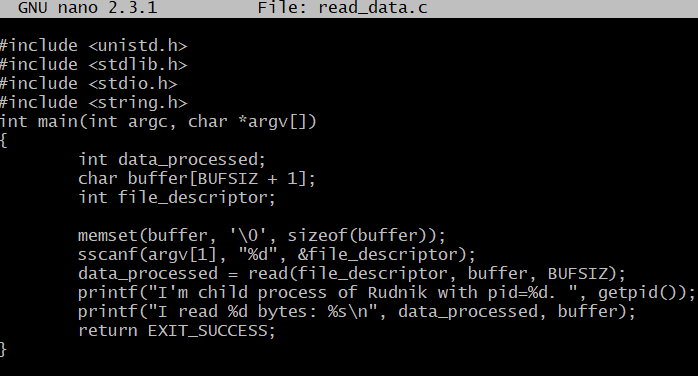 GNU nano 2.3.1 File: read_data.c
#include <unistd.h>
#include <stdlib.h>
#include <stdio.h>
#include <string.h>
int main(int argc, char *argv[])
{
int data_processed;
char buffer[BUFSIZ + 1];
int file_descriptor;
memset(buffer, '\0', sizeof(buffer));
sscanf(argv[1], "%d", &file_descriptor);
data_processed = read(file_descriptor, buffer, BUFSIZ);
printf("I'm child process of Rudnik with pid=%d. ", getpid());
printf("I read %d bytes: %s\n", data_processed, buffer);
return EXIT_SUCCESS;
}